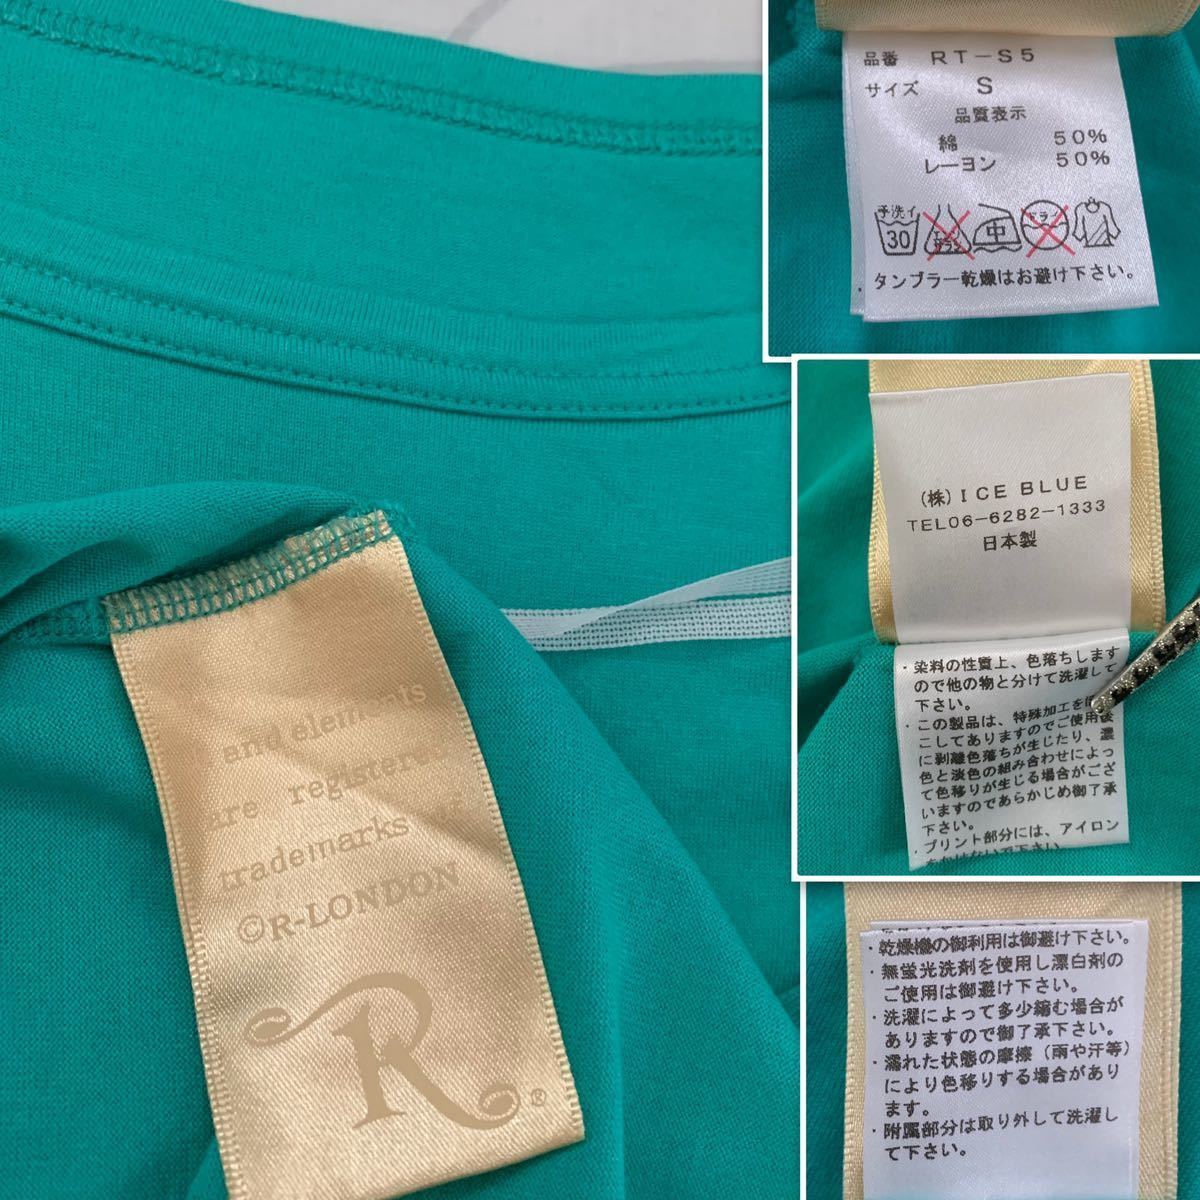 and elements
are
trademarks of
©R-LONDON
R®
品番 RT-S5
サイズ S
品質表示
綿 50%
レーヨン 50%
手洗イ
30
中
・タンブラー乾燥はお避け下さい。
(株)ICE BLUE
TEL06-6282-1333
日本製
・染料の性質上、色落ちします
ので他の物と分けて洗濯して
下さい。
・この製品は、特殊加工を
こしてありますのでご使用後
に剥離色落ちが生じたり、濃
色と淡色の組み合わせによっ
て色移りが生じる場合がござ
いますのであらかじめ御了承
下さい。
・プリント部分には、アイロン
をかけないで下さい
・乾燥機の御利用は御避け下さい。
・無蛍光洗剤を使用し漂白剤の
ご使用は御避け下さい。
・洗濯によって多少縮む場合が
ありますので御了承下さい。
・濡れた状態の摩擦(雨や汗等)
により色移りする場合があり
ます。
・附属部分は取り外して洗濯し
て下さい。